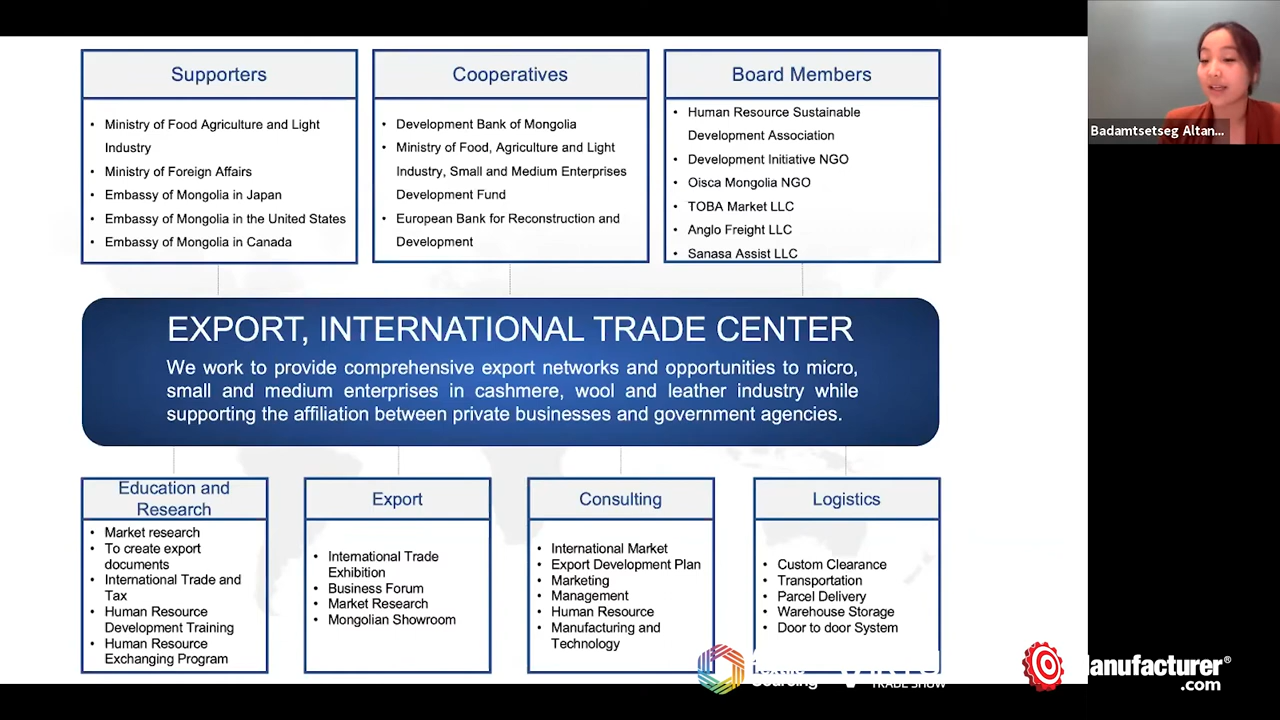 Supporters
• Ministry of Food Agriculture and Light
Industry
• Ministry of Foreign Affairs
• Embassy of Mongolia in Japan
• Embassy of Mongolia in the United States
• Embassy of Mongolia in Canada
Cooperatives
• Development Bank of Mongolia
• Ministry of Food, Agriculture and Light
Industry, Small and Medium Enterprises
Development Fund
• European Bank for Reconstruction and
Development
Board Members
• Human Resource Sustainable
Development Association
• Development Initiative NGO
• Oisca Mongolia NGO
• TOBA Market LLC
• Anglo Freight LLC
• Sanasa Assist LLC
Badamtsetseg Altan...
EXPORT, INTERNATIONAL TRADE CENTER
We work to provide comprehensive export networks and opportunities to micro,
small and medium enterprises in cashmere, wool and leather industry while
supporting the affiliation between private businesses and government agencies.
Education and
Research
• Market research
• To create export
documents
• International Trade and
Tax
• Human Resource
Development Training
• Human Resource
Exchanging Program
Export
• International Trade
Exhibition
• Business Forum
• Market Research
• Mongolian Showroom
Consulting
• International Market
• Export Development Plan
• Marketing
• Management
• Human Resource
• Manufacturing and
Technology
Logistics
• Custom Clearance
• Transportation
• Parcel Delivery
• Warehouse Storage
• Door to door System
TRADE SHOW
Manufacturer®
.com